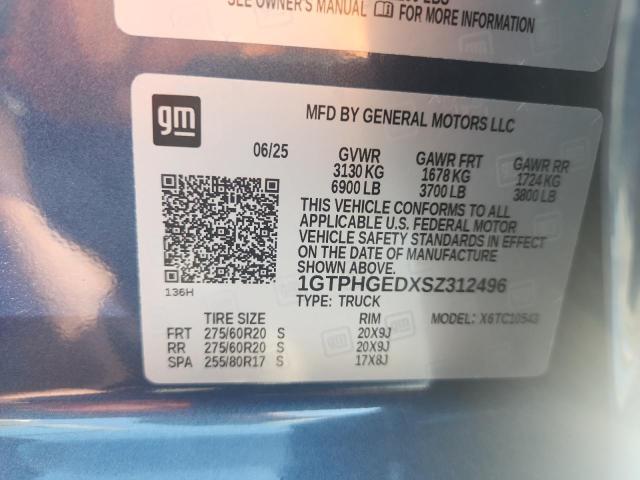 SEE OWNER'S MANUAL FOR MORE INFORMATION
gm
MFD BY GENERAL MOTORS LLC
06/25 GVWR GAWR FRT GAWR RR
3130 KG 1678 KG 1724 KG
6900 LB 3700 LB 3800 LB
THIS VEHICLE CONFORMS TO ALL
APPLICABLE U.S. FEDERAL MOTOR
VEHICLE SAFETY STANDARDS IN EFFECT
ON THE DATE OF MANUFACTURE
SHOWN ABOVE.
136H
1GTPHGEDXSZ312496
TYPE: TRUCK
TIRE SIZE RIM MODEL: X6TC10543
FRT 275/60R20 S 20X9J
RR 275/60R20 S 20X9J
SPA 255/80R17 S 17X8J